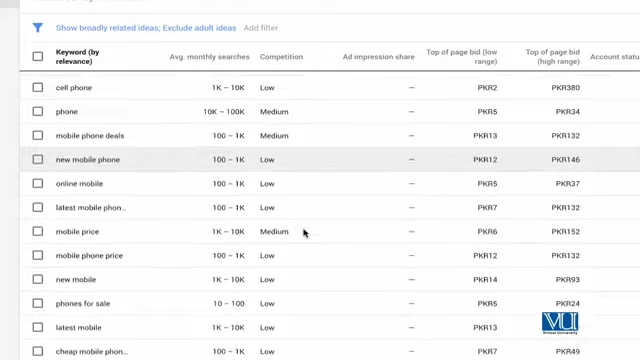 Show broadly related ideas; Exclude adult ideas Add filter
Keyword (by relevance) Avg. monthly searches Competition Ad impression share Top of page bid (low range) Top of page bid (high range) Account statu
cell phone 1K – 10K Low — PKR2 PKR380
phone 10K – 100K Medium — PKR5 PKR34
mobile phone deals 100 – 1K Medium — PKR13 PKR132
new mobile phone 100 – 1K Low — PKR12 PKR146
online mobile 100 – 1K Low — PKR5 PKR37
latest mobile phon... 100 – 1K Low — PKR7 PKR132
mobile price 1K – 10K Medium — PKR6 PKR152
mobile phone price 100 – 1K Low — PKR12 PKR132
new mobile 1K – 10K Low — PKR14 PKR93
phones for sale 10 – 100 Low — PKR5 PKR24
latest mobile 1K – 10K Low — PKR13
cheap mobile phon... 100 – 1K Low — PKR7 PKR49
VU
Virtual University